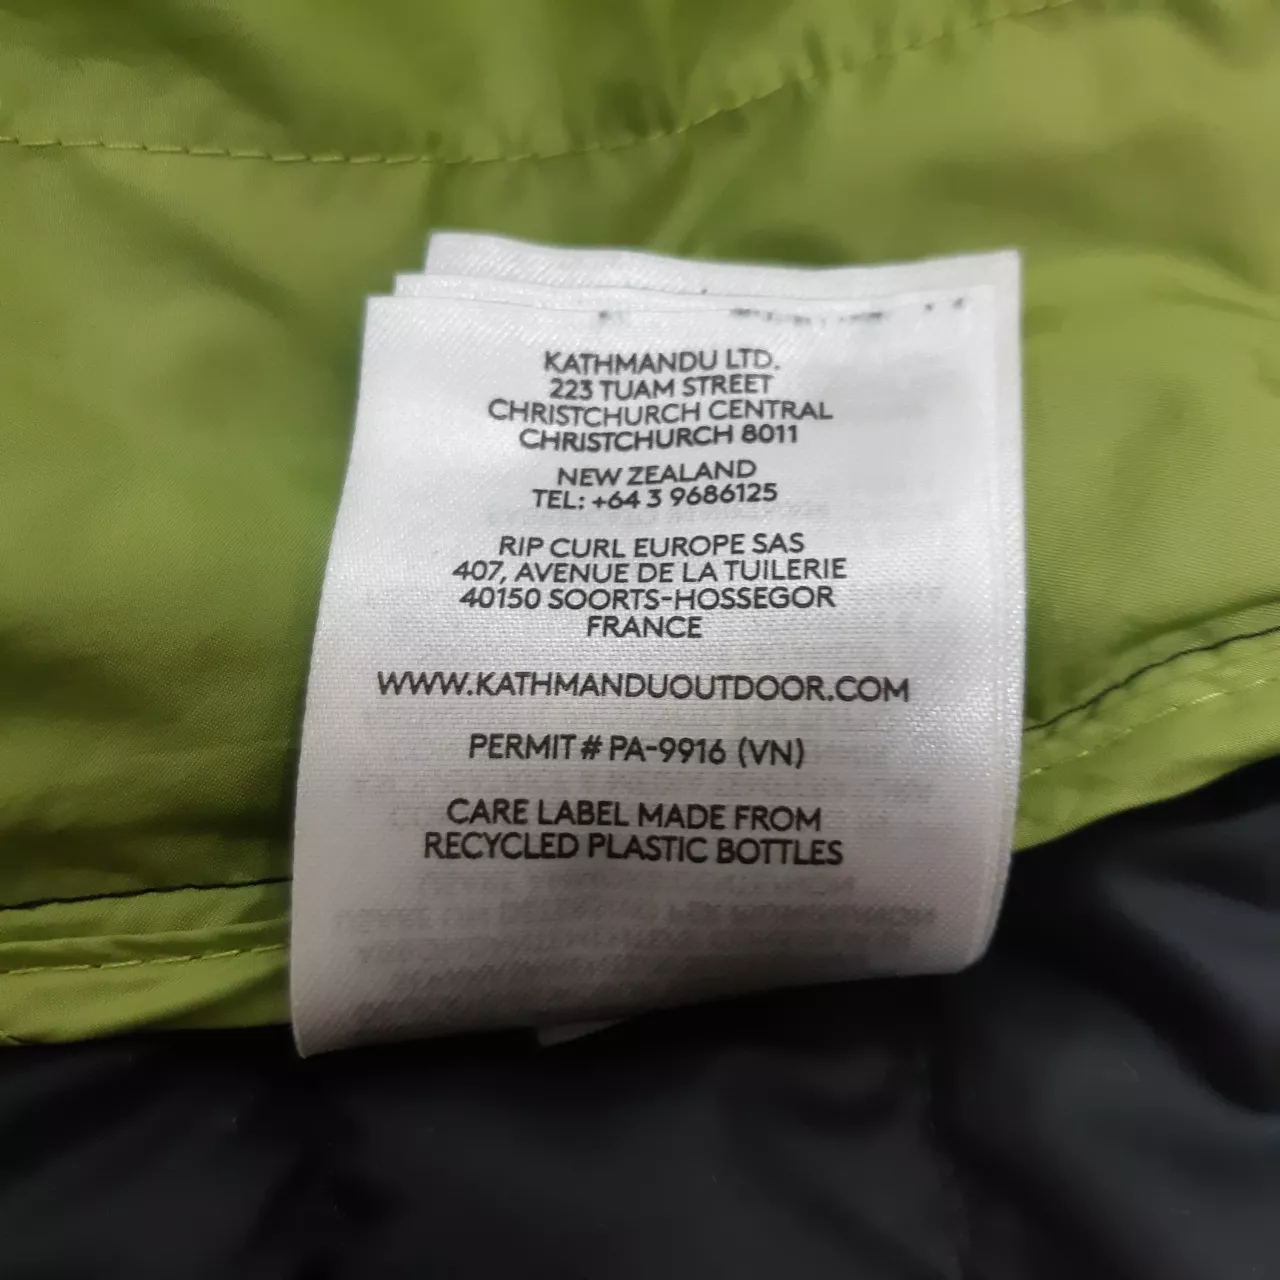 KATHMANDU LTD.
223 TUAM STREET
CHRISTCHURCH CENTRAL
CHRISTCHURCH 8011
NEW ZEALAND
TEL: +64 3 9686125
RIP CURL EUROPE SAS
407, AVENUE DE LA TUILERIE
40150 SOORTS-HOSSEGOR
FRANCE
WWW.KATHMANDUOUTDOOR.COM
PERMIT # PA-9916 (VN)
CARE LABEL MADE FROM
RECYCLED PLASTIC BOTTLES